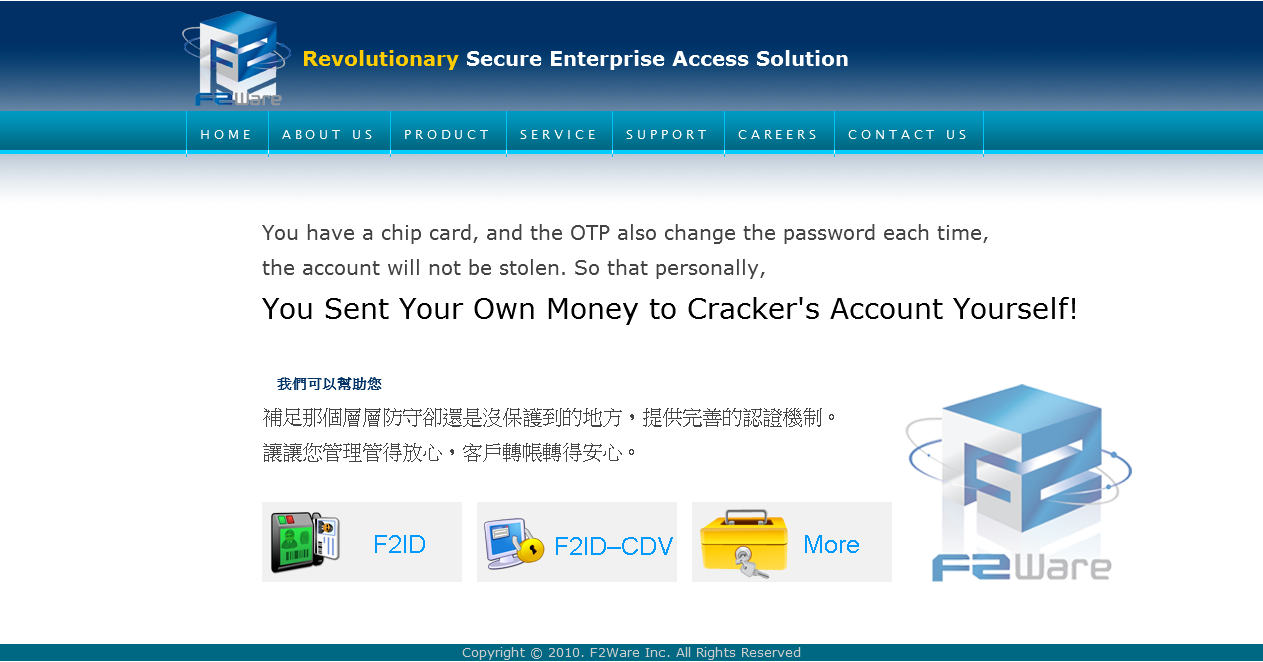 F2Ware
Revolutionary Secure Enterprise Access Solution
HOME ABOUT US PRODUCT SERVICE SUPPORT CAREERS CONTACT US
You have a chip card, and the OTP also change the password each time,
the account will not be stolen. So that personally,
You Sent Your Own Money to Cracker's Account Yourself!
我們可以幫助您
補足那個層層防守卻還是沒保護到的地方，提供完善的認證機制。
讓讓您管理管得放心，客戶轉帳轉得安心。
F2ID F2ID–CDV More
F2Ware
Copyright © 2010. F2Ware Inc. All Rights Reserved